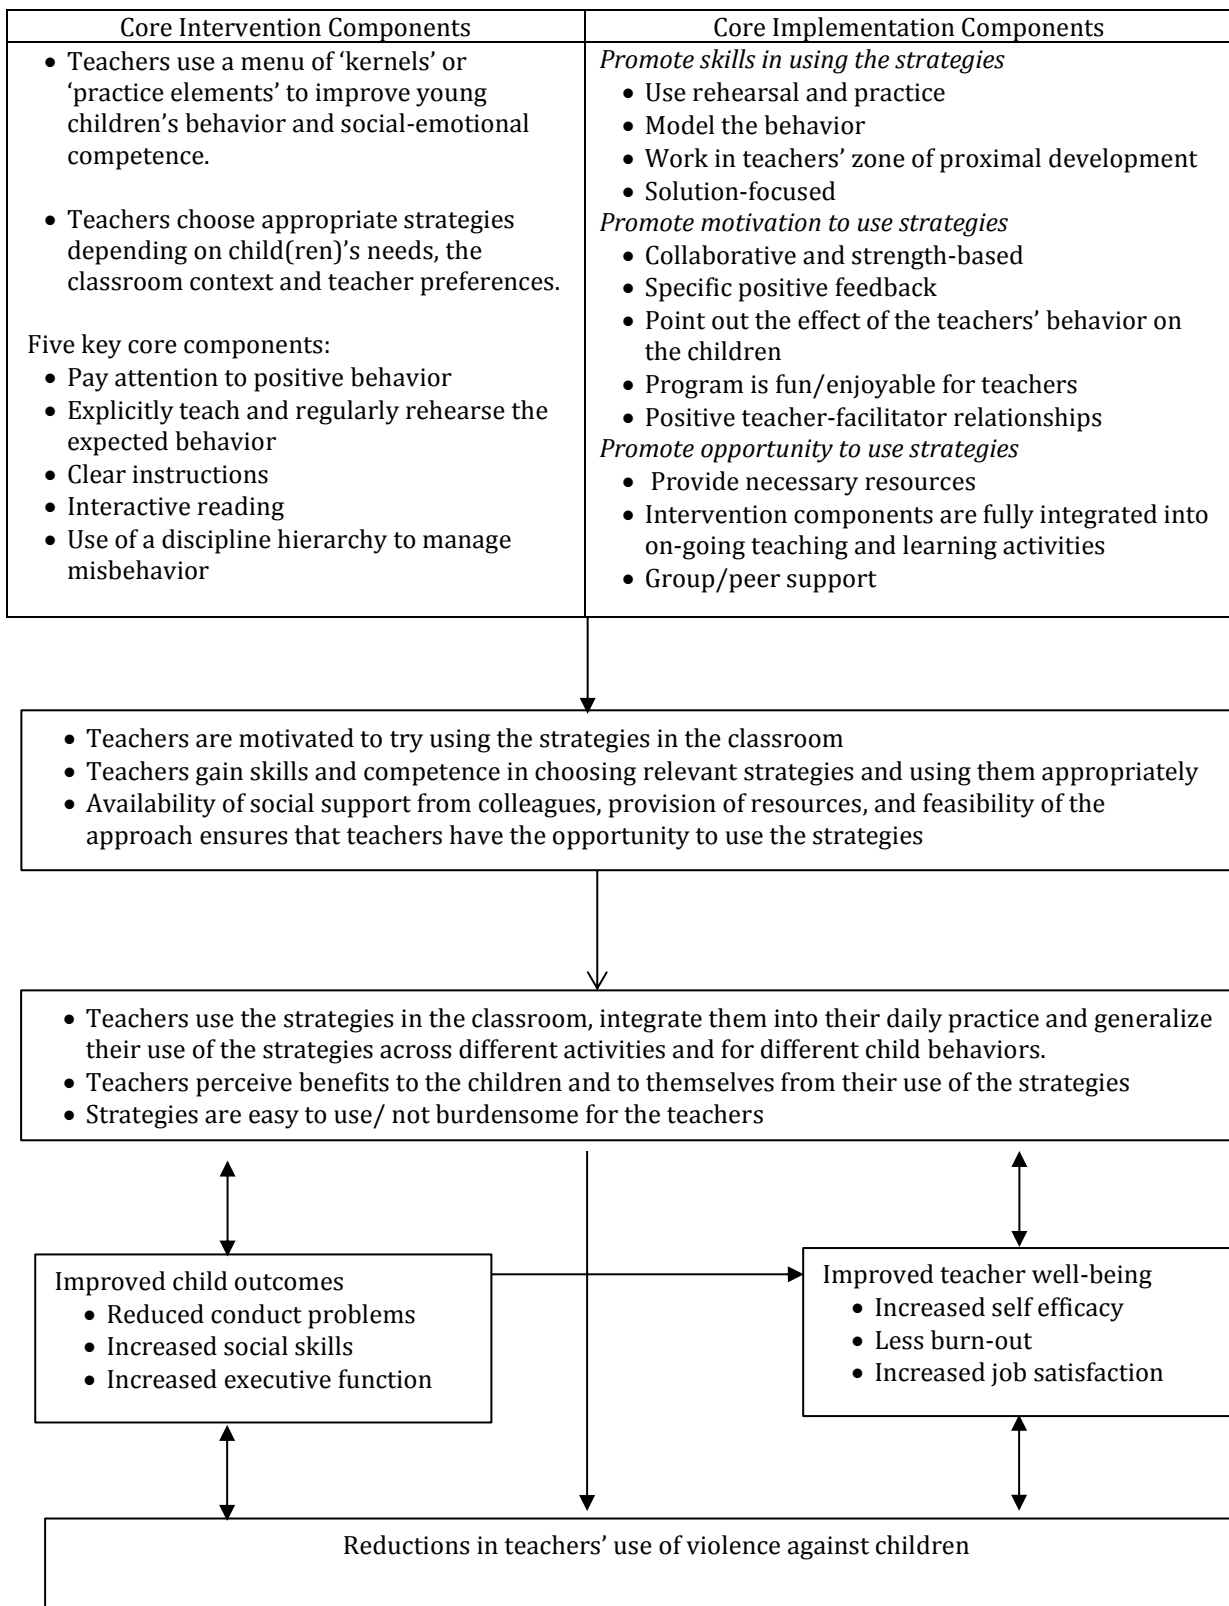 Core Intervention Components
• Teachers use a menu of ‘kernels’ or
‘practice elements’ to improve young
children’s behavior and social-emotional
competence.
• Teachers choose appropriate strategies
depending on child(ren)’s needs, the
classroom context and teacher preferences.
Five key core components:
• Pay attention to positive behavior
• Explicitly teach and regularly rehearse the
expected behavior
• Clear instructions
• Interactive reading
• Use of a discipline hierarchy to manage
misbehavior
Core Implementation Components
Promote skills in using the strategies
• Use rehearsal and practice
• Model the behavior
• Work in teachers’ zone of proximal development
• Solution-focused
Promote motivation to use strategies
• Collaborative and strength-based
• Specific positive feedback
• Point out the effect of the teachers’ behavior on
the children
• Program is fun/enjoyable for teachers
• Positive teacher-facilitator relationships
Promote opportunity to use strategies
• Provide necessary resources
• Intervention components are fully integrated into
on-going teaching and learning activities
• Group/peer support
• Teachers are motivated to try using the strategies in the classroom
• Teachers gain skills and competence in choosing relevant strategies and using them appropriately
• Availability of social support from colleagues, provision of resources, and feasibility of the
approach ensures that teachers have the opportunity to use the strategies
• Teachers use the strategies in the classroom, integrate them into their daily practice and generalize
their use of the strategies across different activities and for different child behaviors.
• Teachers perceive benefits to the children and to themselves from their use of the strategies
• Strategies are easy to use/ not burdensome for the teachers
Improved child outcomes
• Reduced conduct problems
• Increased social skills
• Increased executive function
Improved teacher well-being
• Increased self efficacy
• Less burn-out
• Increased job satisfaction
Reductions in teachers’ use of violence against children